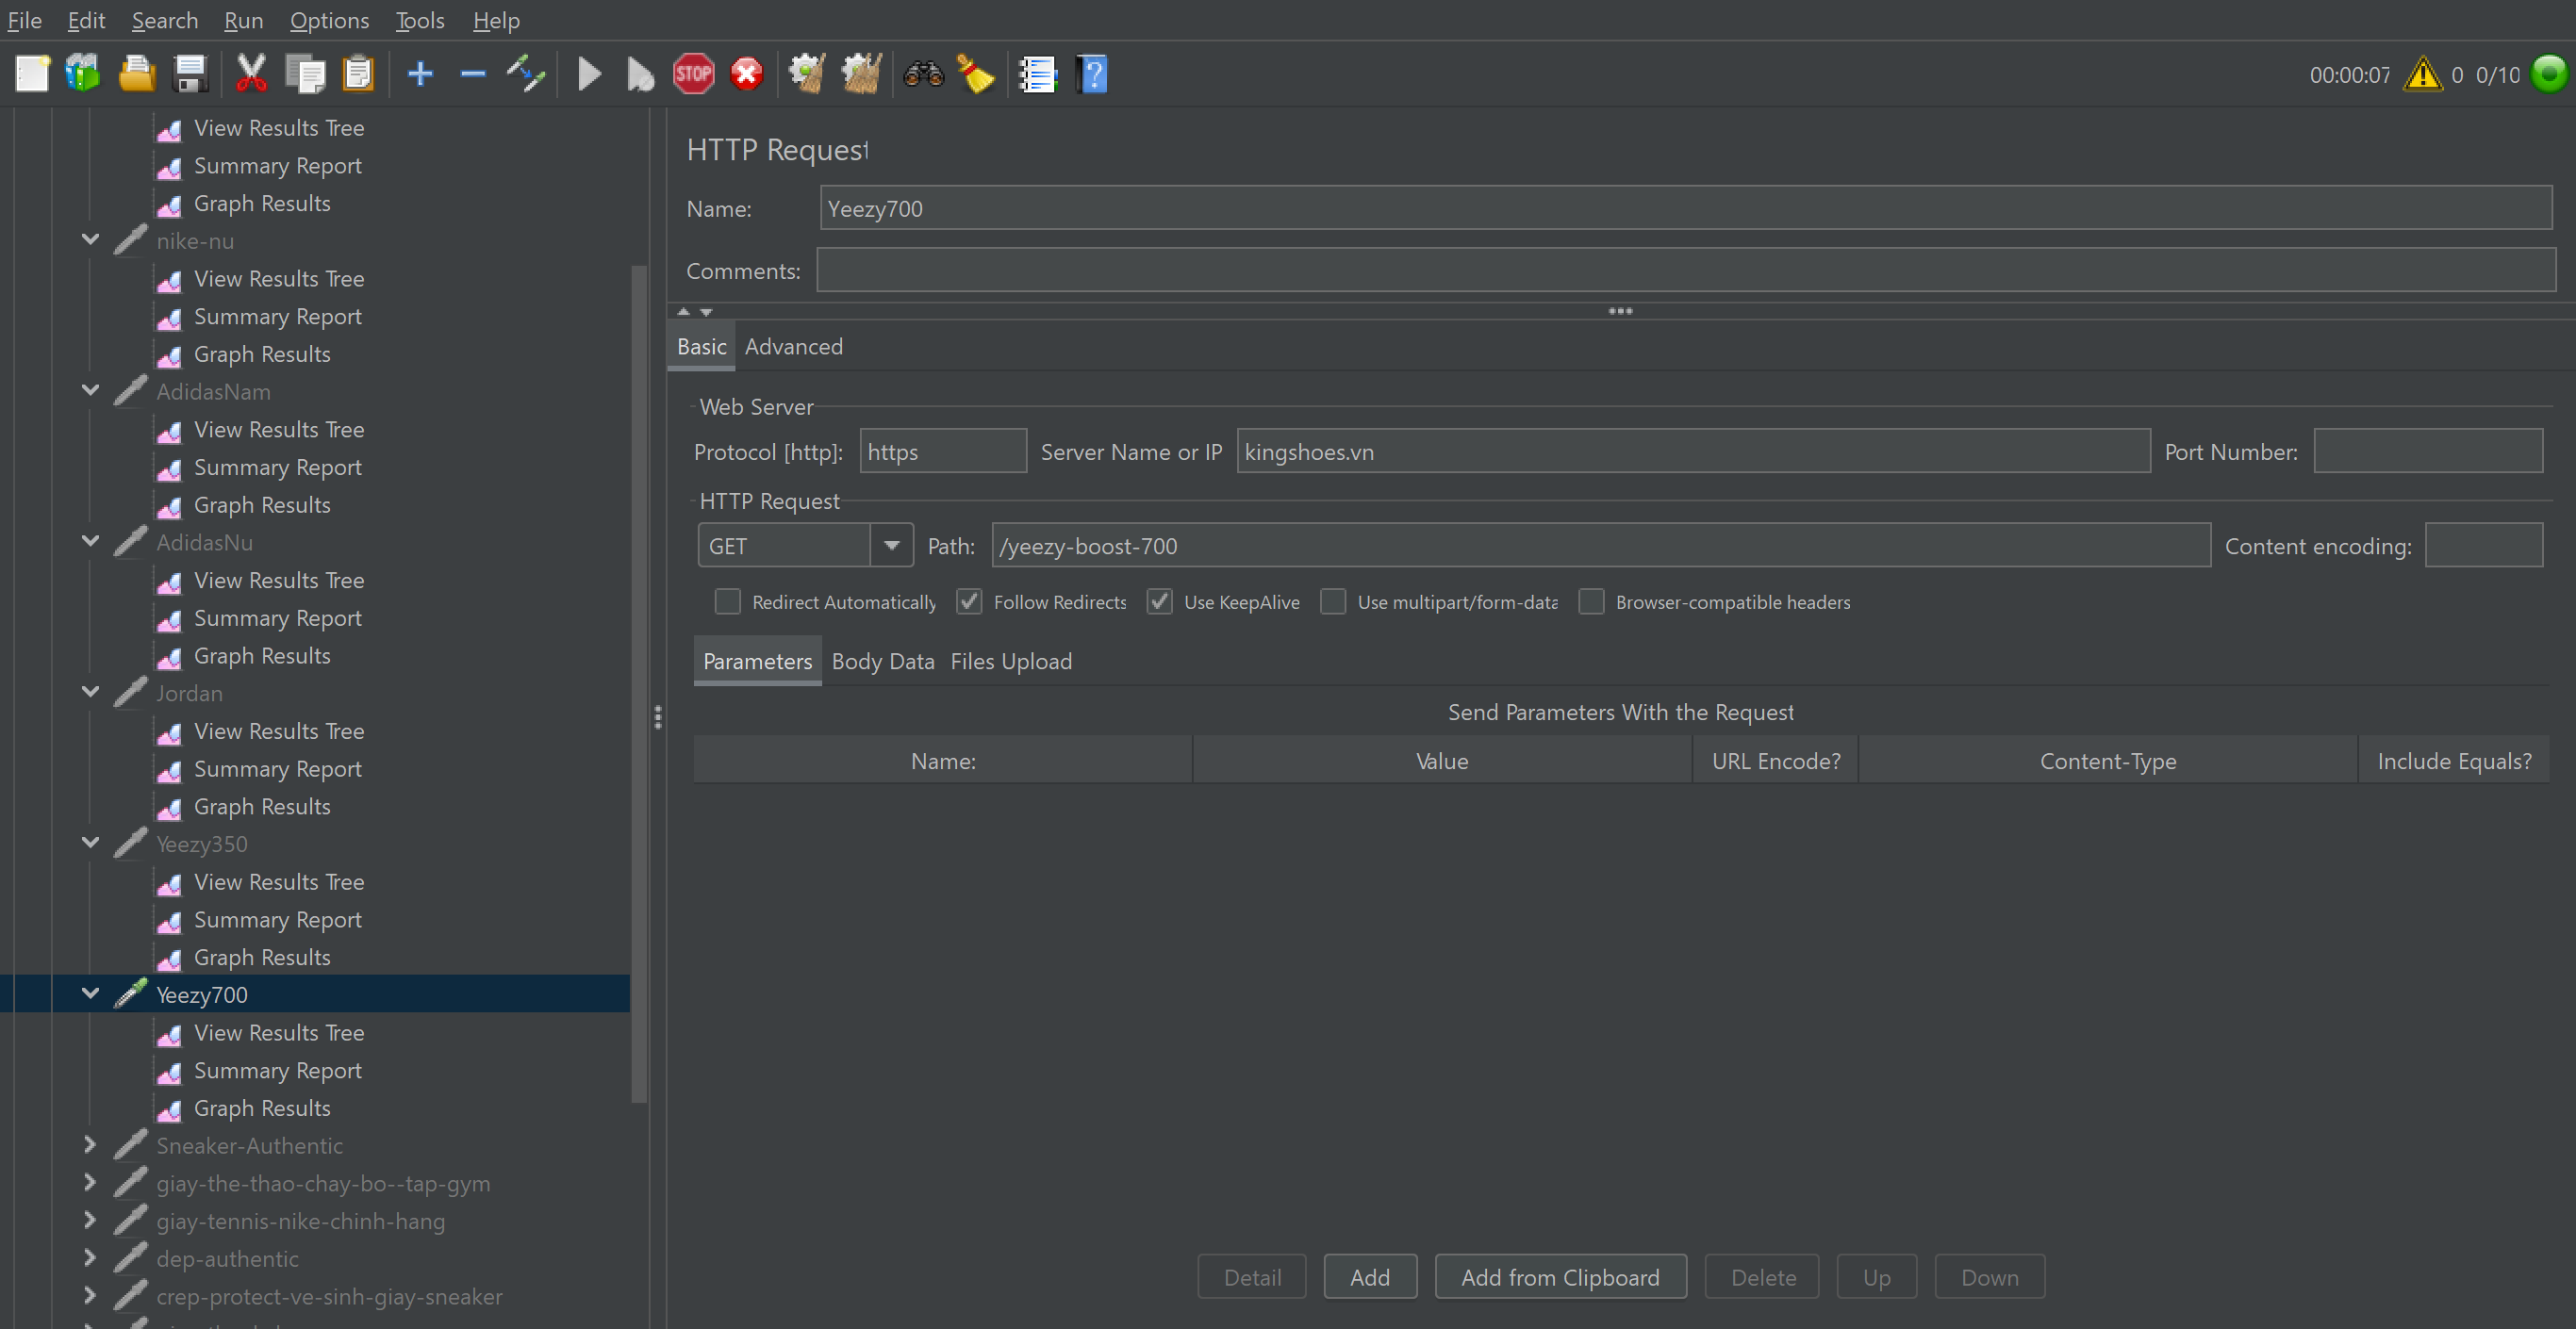 File Edit Search Run Options Tools Help
STOP 00:00:07 0 0/10
View Results Tree
Summary Report
Graph Results
nike-nu
View Results Tree
Summary Report
Graph Results
AdidasNam
View Results Tree
Summary Report
Graph Results
AdidasNu
View Results Tree
Summary Report
Graph Results
Jordan
View Results Tree
Summary Report
Graph Results
Yeezy350
View Results Tree
Summary Report
Graph Results
Yeezy700
View Results Tree
Summary Report
Graph Results
Sneaker-Authentic
giay-the-thao-chay-bo--tap-gym
giay-tennis-nike-chinh-hang
dep-authentic
crep-protect-ve-sinh-giay-sneaker
HTTP Request
Name: Yeezy700
Comments:
Basic Advanced
Web Server
Protocol [http]: https Server Name or IP kingshoes.vn Port Number:
HTTP Request
GET Path: /yeezy-boost-700 Content encoding:
Redirect Automatically Follow Redirects Use KeepAlive Use multipart/form-data Browser-compatible headers
Parameters Body Data Files Upload
Send Parameters With the Request
Name: Value URL Encode? Content-Type Include Equals?
Detail Add Add from Clipboard Delete Up Down